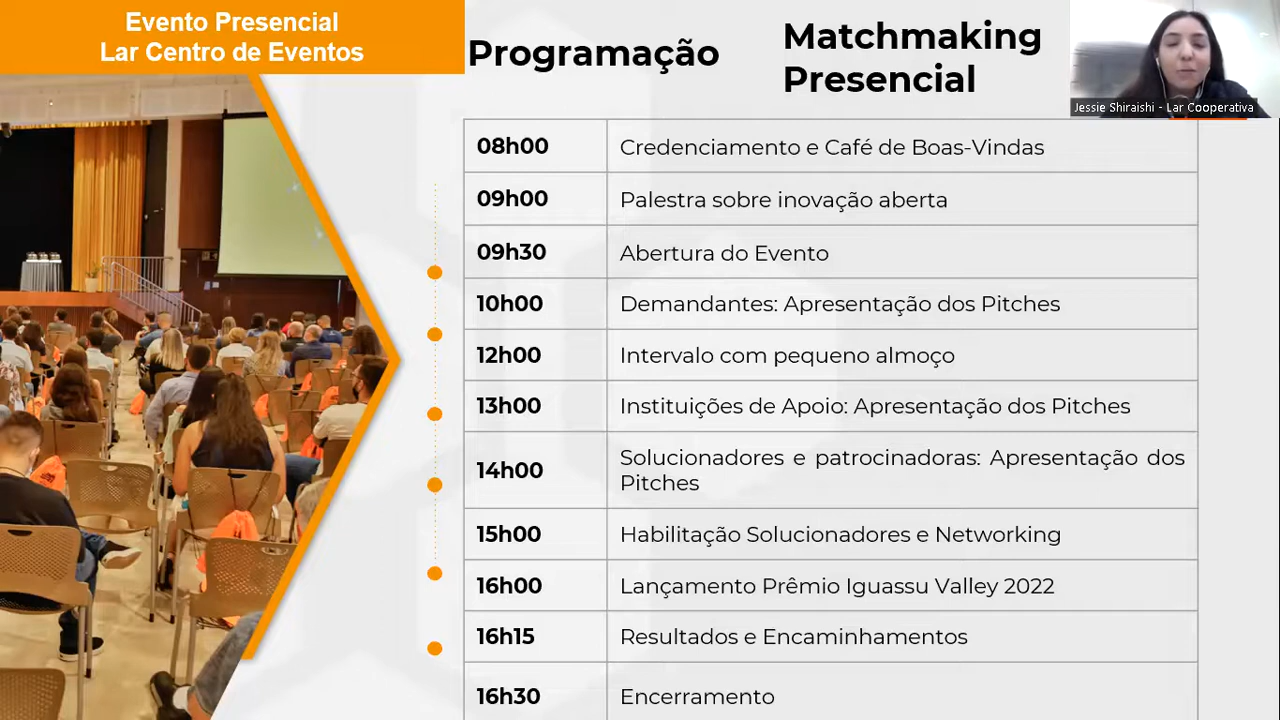 Evento Presencial
Lar Centro de Eventos
Programação
Matchmaking
Presencial
Jessie Shiraishi - Lar Cooperativa
08h00 Credenciamento e Café de Boas-Vindas
09h00 Palestra sobre inovação aberta
09h30 Abertura do Evento
10h00 Demandantes: Apresentação dos Pitches
12h00 Intervalo com pequeno almoço
13h00 Instituições de Apoio: Apresentação dos Pitches
14h00 Solucionadores e patrocinadoras: Apresentação dos
Pitches
15h00 Habilitação Solucionadores e Networking
16h00 Lançamento Prêmio Iguassu Valley 2022
16h15 Resultados e Encaminhamentos
16h30 Encerramento